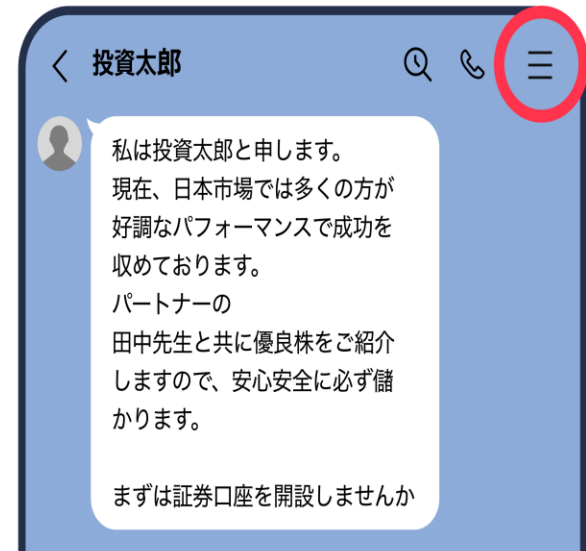 投資太郎
私は投資太郎と申します。
現在、日本市場では多くの方が
好調なパフォーマンスで成功を
収めております。
パートナーの
田中先生と共に優良株をご紹介
しますので、安心安全に必ず儲
かります。
まずは証券口座を開設しませんか